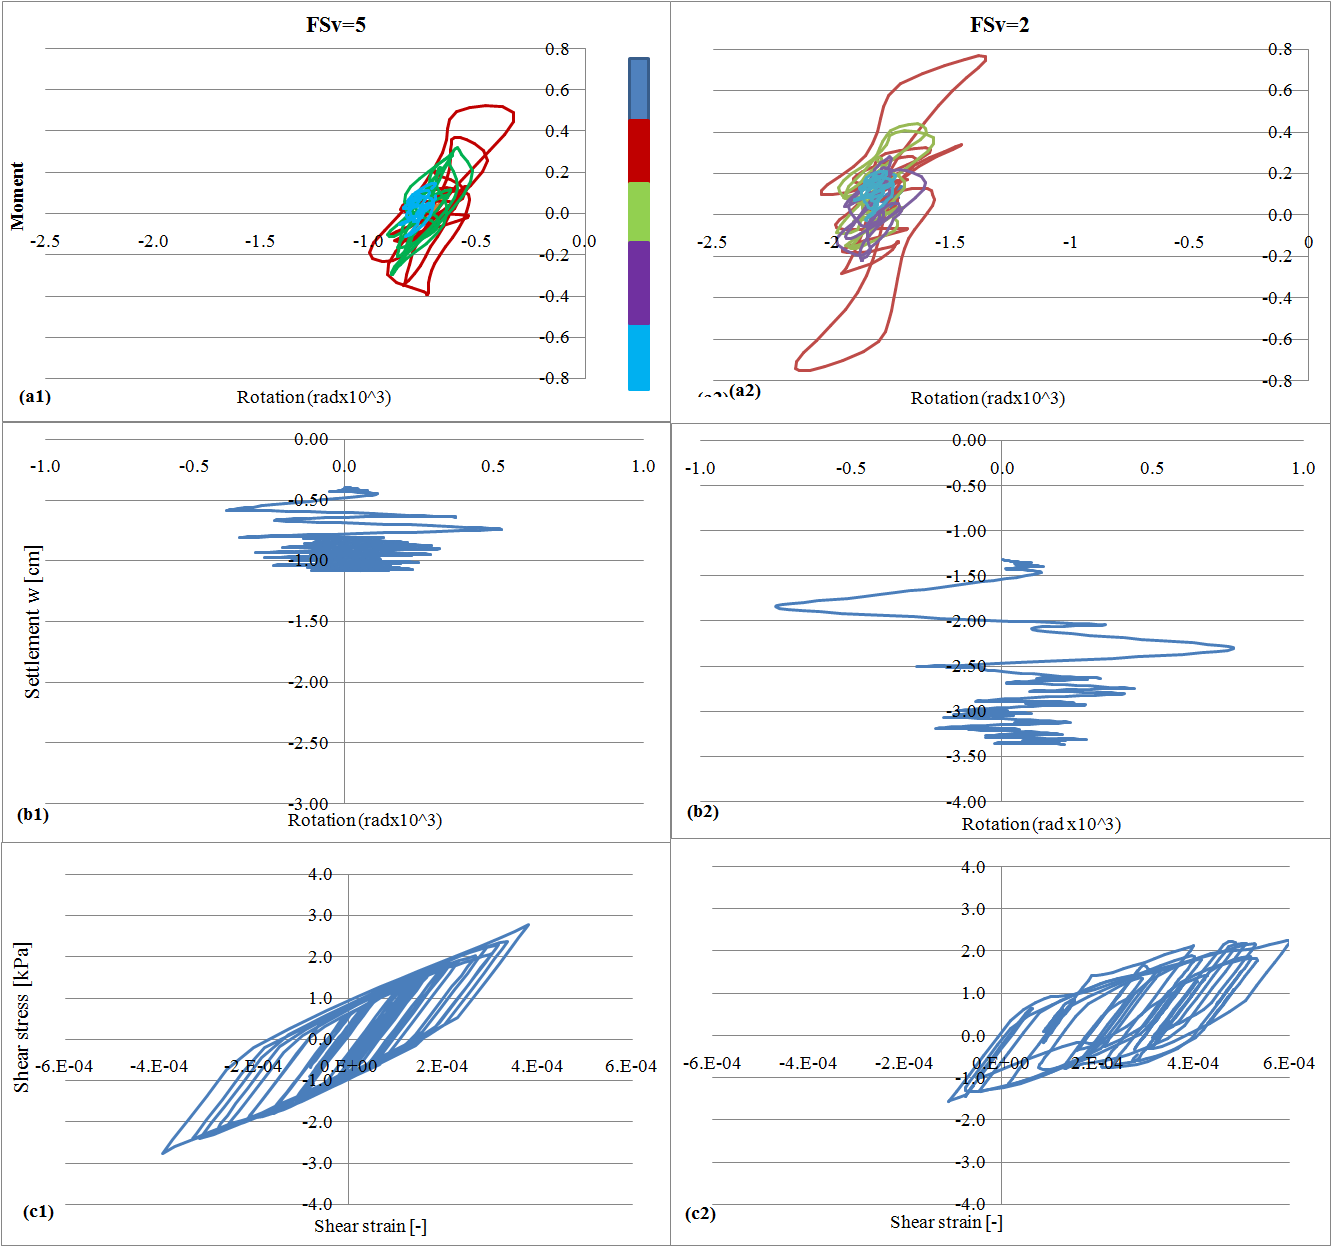 FSv=5
FSv=2
0.8
0.6
0.4
0.2
0.0
-0.2
-0.4
-0.6
-0.8
-2.5 -2.0 -1.5 -1.0 -0.5 0.0
Moment
(a1)
Rotation (radx10^3)
0.8
0.6
0.4
0.2
0.0
-0.2
-0.4
-0.6
-0.8
-2.5 -2 -1.5 -1 -0.5 0
(a2)
Rotation (radx10^3)
0.00
-1.0 -0.5 0.0 0.5 1.0
-0.50
-1.00
-1.50
-2.00
-2.50
-3.00
Settlement w [cm]
(b1)
Rotation (radx10^3)
0.00
-1.0 -0.5 0.0 0.5 1.0
-0.50
-1.00
-1.50
-2.00
-2.50
-3.00
-3.50
-4.00
(b2)
Rotation (rad x10^3)
4.0
3.0
2.0
1.0
0.0
-6.E-04 -4.E-04 -2.E-04 0.E+00 2.E-04 4.E-04 6.E-04
-1.0
-2.0
-3.0
-4.0
Shear stress [kPa]
(c1)
Shear strain [-]
4.0
3.0
2.0
1.0
0.0
-6.E-04 -4.E-04 -2.E-04 0.E+00 2.E-04 4.E-04 6.E-04
-1.0
-2.0
-3.0
-4.0
(c2)
Shear strain [-]